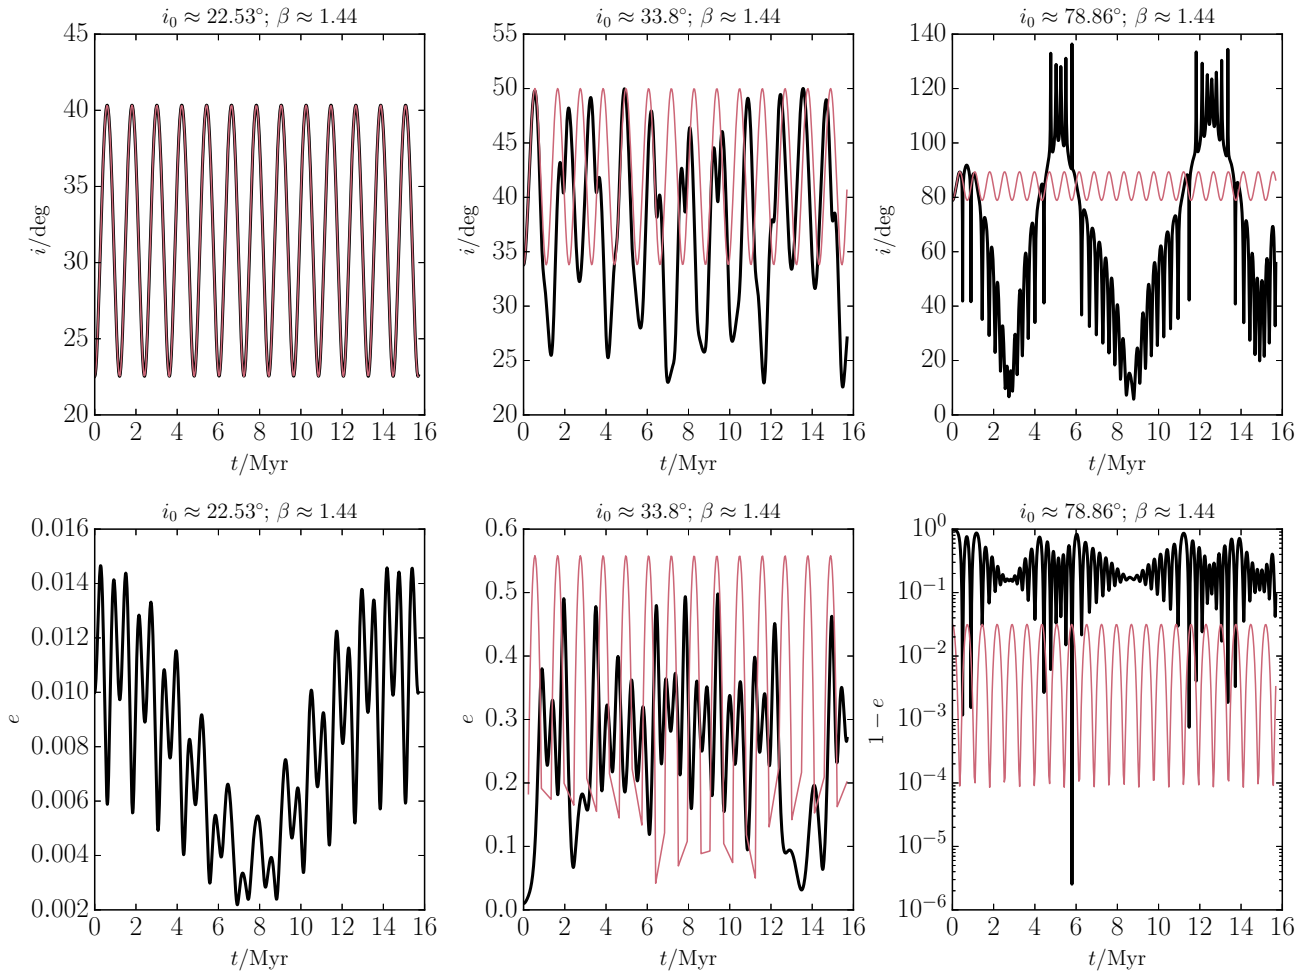 i₀ ≈ 22.53°; β ≈ 1.44
i₀ ≈ 33.8°; β ≈ 1.44
i₀ ≈ 78.86°; β ≈ 1.44
45
40
35
30
25
20
i/deg
0 2 4 6 8 10 12 14 16
t/Myr
55
50
45
40
35
30
25
20
i/deg
0 2 4 6 8 10 12 14 16
t/Myr
140
120
100
80
60
40
20
0
i/deg
0 2 4 6 8 10 12 14 16
t/Myr
i₀ ≈ 22.53°; β ≈ 1.44
i₀ ≈ 33.8°; β ≈ 1.44
i₀ ≈ 78.86°; β ≈ 1.44
0.016
0.014
0.012
0.010
0.008
0.006
0.004
0.002
e
0 2 4 6 8 10 12 14 16
t/Myr
0.6
0.5
0.4
0.3
0.2
0.1
0.0
e
0 2 4 6 8 10 12 14 16
t/Myr
10⁰
10⁻¹
10⁻²
10⁻³
10⁻⁴
10⁻⁵
10⁻⁶
1 − e
0 2 4 6 8 10 12 14 16
t/Myr